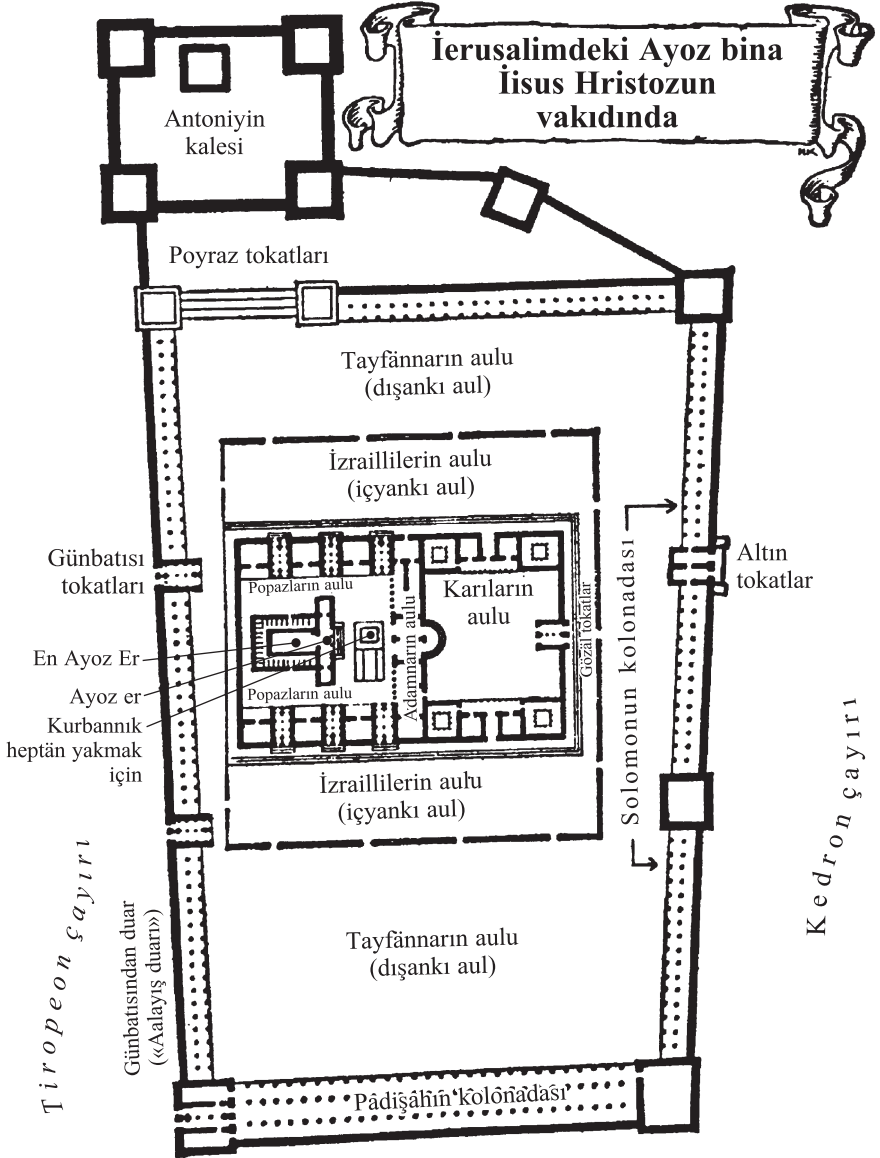 İerusalimdeki Ayoz bina
İisus Hristozun
vakıdında
Antoniyin
kalesi
Poyraz tokatları
Tayfännarın aulu
(dışankı aul)
İzraillilerin aulu
(içyankı aul)
Günbatısı
tokatları
Popazların aulu
Karıların
aulu
Adamnarın aulu
Gözäl tokatlar
Solomonun kolonadası
Altın
tokatlar
En Ayoz Er
Ayoz er
Kurbannık
heptän yakmak
için
Popazların aulu
İzraillilerin aulu
(içyankı aul)
Tiropeon çayırı
Kedron çayırı
Günbatısından duar
(«Aalayış duarı»)
Tayfännarın aulu
(dışankı aul)
Pâdişâhın kolonadası